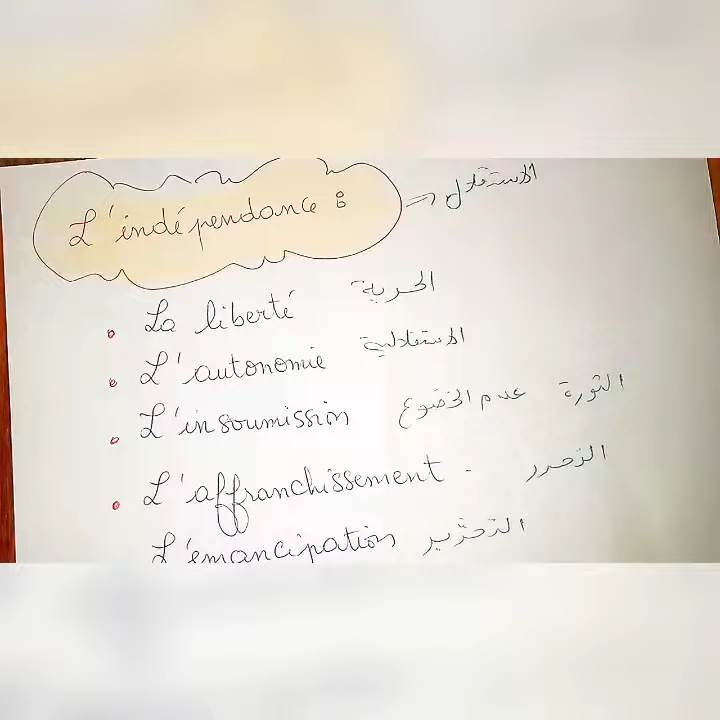 L'indépendance : => الاستقلال
La liberté الحرية
L'autonomie الاستقلالية
L'insoumission عدم الخضوع الثورة
L'affranchissement . التحرر
L'émancipation التحرير